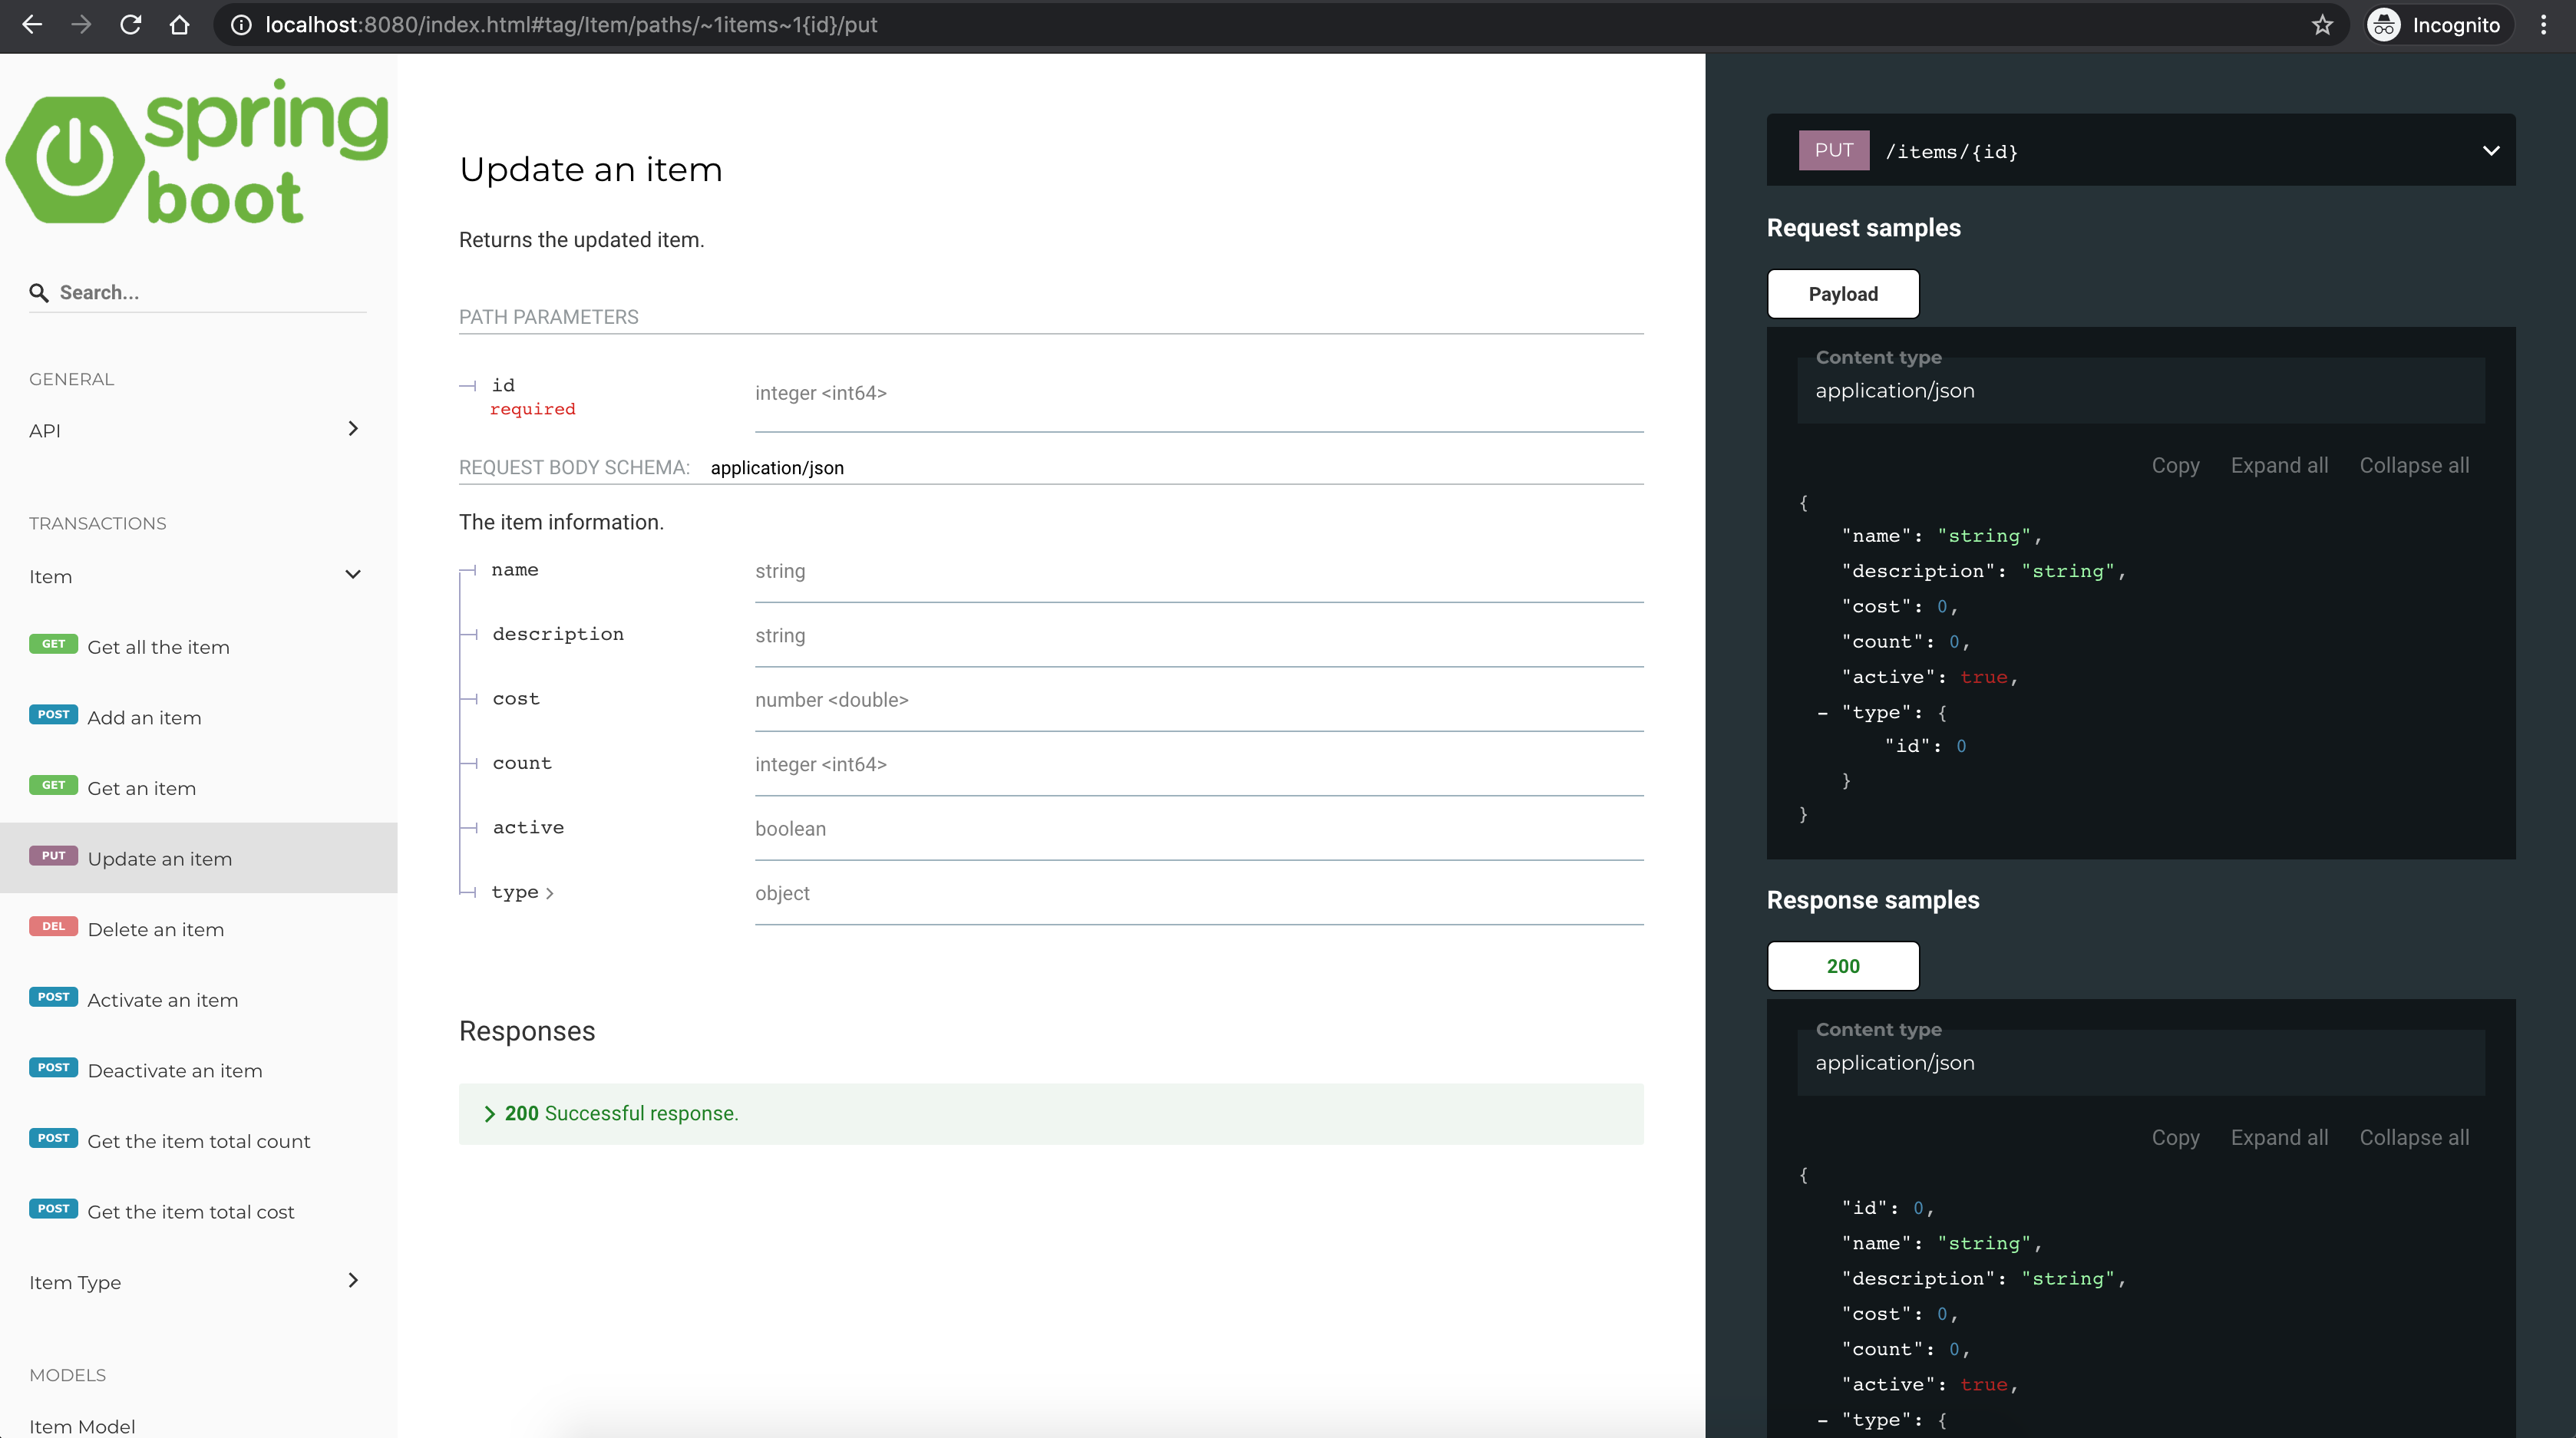 localhost:8080/index.html#tag/Item/paths/~1items~1{id}/put
Incognito
spring
boot
Search...
GENERAL
API
TRANSACTIONS
Item
GET Get all the item
POST Add an item
GET Get an item
PUT Update an item
DEL Delete an item
POST Activate an item
POST Deactivate an item
POST Get the item total count
POST Get the item total cost
Item Type
MODELS
Item Model
Update an item
Returns the updated item.
PATH PARAMETERS
id integer <int64>
required
REQUEST BODY SCHEMA: application/json
The item information.
name string
description string
cost number <double>
count integer <int64>
active boolean
type > object
Responses
> 200 Successful response.
PUT /items/{id}
Request samples
Payload
Content type
application/json
Copy Expand all Collapse all
{
"name": "string",
"description": "string",
"cost": 0,
"count": 0,
"active": true,
- "type": {
"id": 0
}
}
Response samples
200
Content type
application/json
Copy Expand all Collapse all
{
"id": 0,
"name": "string",
"description": "string",
"cost": 0,
"count": 0,
"active": true,
- "type": {